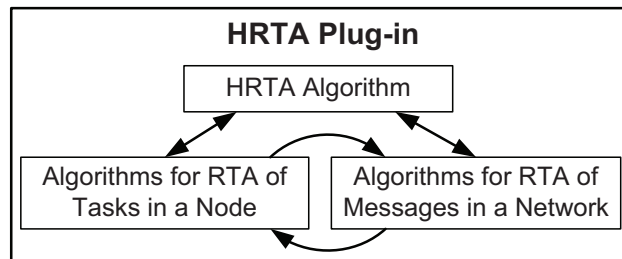 HRTA Plug-in
HRTA Algorithm
Algorithms for RTA of
Tasks in a Node
Algorithms for RTA of
Messages in a Network